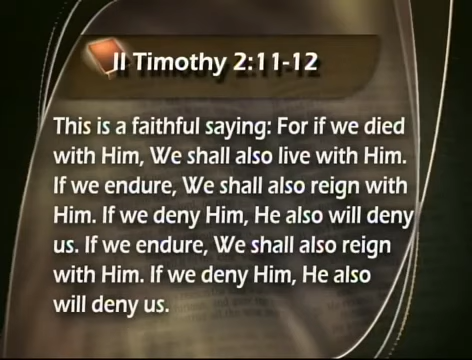 II Timothy 2:11-12
This is a faithful saying: For if we died
with Him, We shall also live with Him.
If we endure, We shall also reign with
Him. If we deny Him, He also will deny
us. If we endure, We shall also reign
with Him. If we deny Him, He also
will deny us.